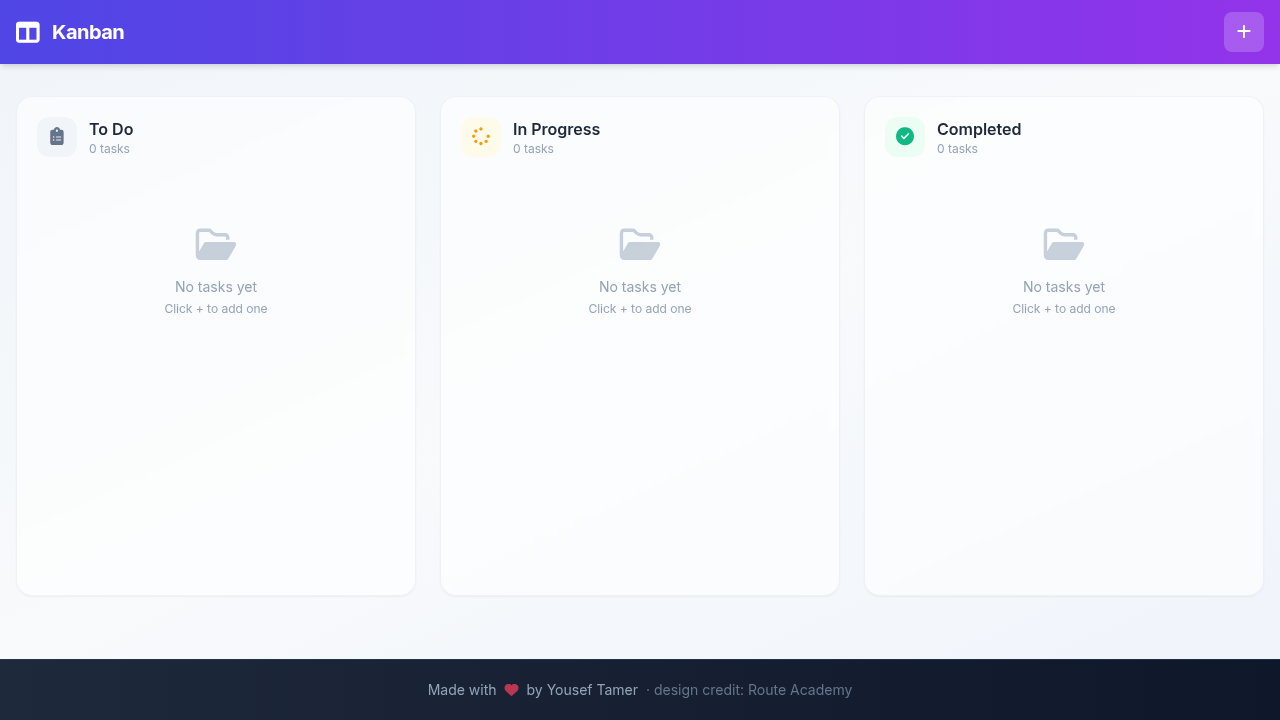 Kanban
To Do
0 tasks
No tasks yet
Click + to add one
In Progress
0 tasks
No tasks yet
Click + to add one
Completed
0 tasks
No tasks yet
Click + to add one
Made with ❤ by Yousef Tamer · design credit: Route Academy